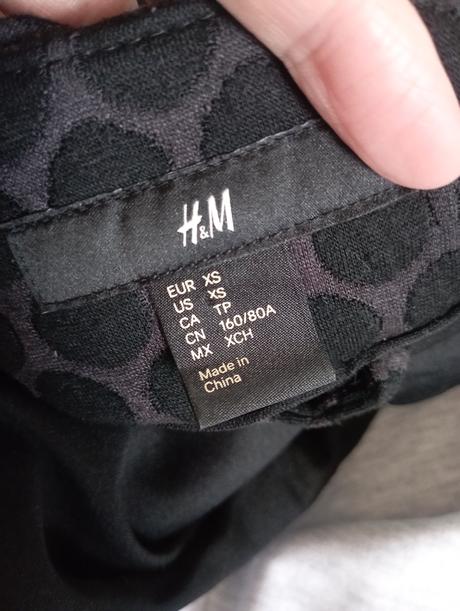 H&M
EUR XS
US XS
CA TP
CN 160/80A
MX XCH
Made in
China